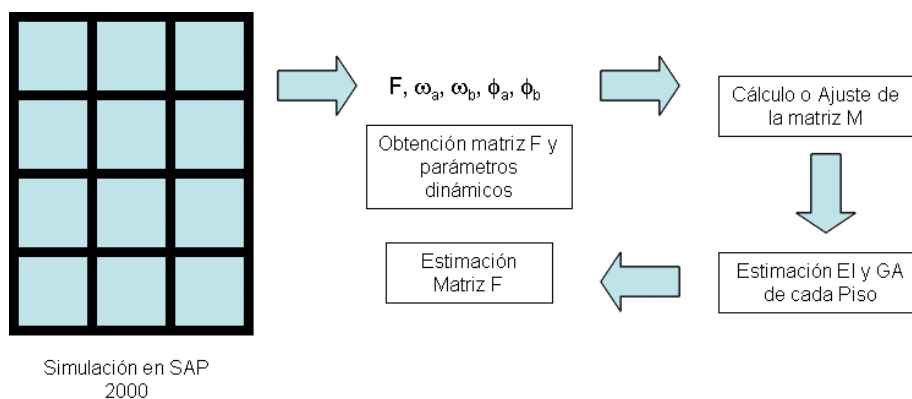 F, ωa, ωb, ϕa, ϕb
Obtención matriz F y
parámetros
dinámicos
Cálculo o Ajuste de
la matriz M
Estimación
Matriz F
Estimación EI y GA
de cada Piso
Simulación en SAP
2000